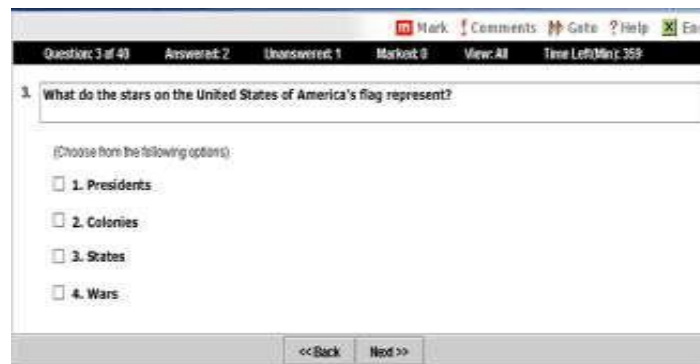 m Mark ! Comments Goto ? Help X
Question: 3 of 40 Answered: 2 Unanswered: 1 Marked: 0 View: All Time Left(Min): 359
3. What do the stars on the United States of America's flag represent?
(Choose from the following options)
1. Presidents
2. Colonies
3. States
4. Wars
<< Back Next >>